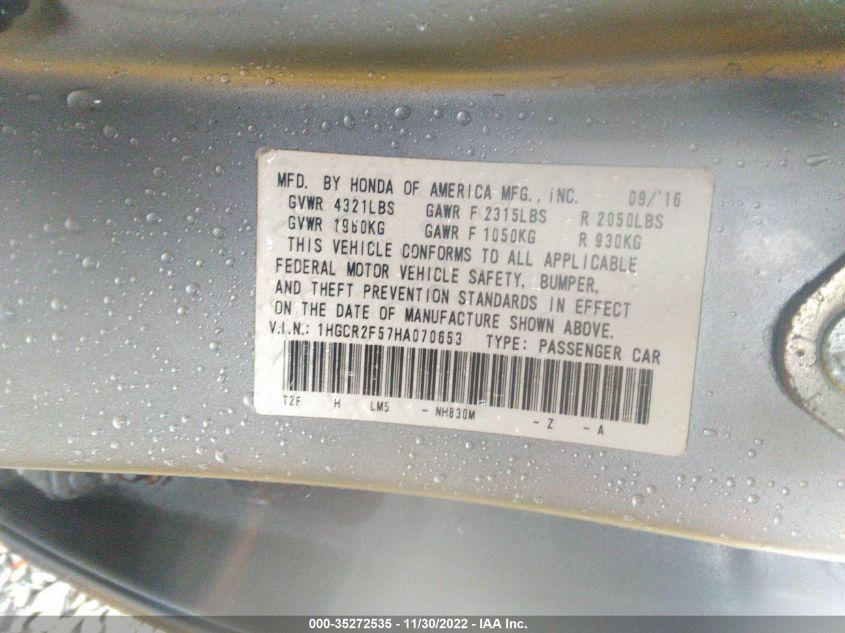 MFD. BY HONDA OF AMERICA MFG., INC. 09/'16
GVWR 4321LBS GAWR F 2315LBS R 2050LBS
GVWR 1960KG GAWR F 1050KG R 930KG
THIS VEHICLE CONFORMS TO ALL APPLICABLE
FEDERAL MOTOR VEHICLE SAFETY, BUMPER,
AND THEFT PREVENTION STANDARDS IN EFFECT
ON THE DATE OF MANUFACTURE SHOWN ABOVE.
V.I.N.: 1HGCR2F57HA070653 TYPE: PASSENGER CAR
T2F H LM5 - NH830M - Z - A
000-35272535 - 11/30/2022 - IAA Inc.